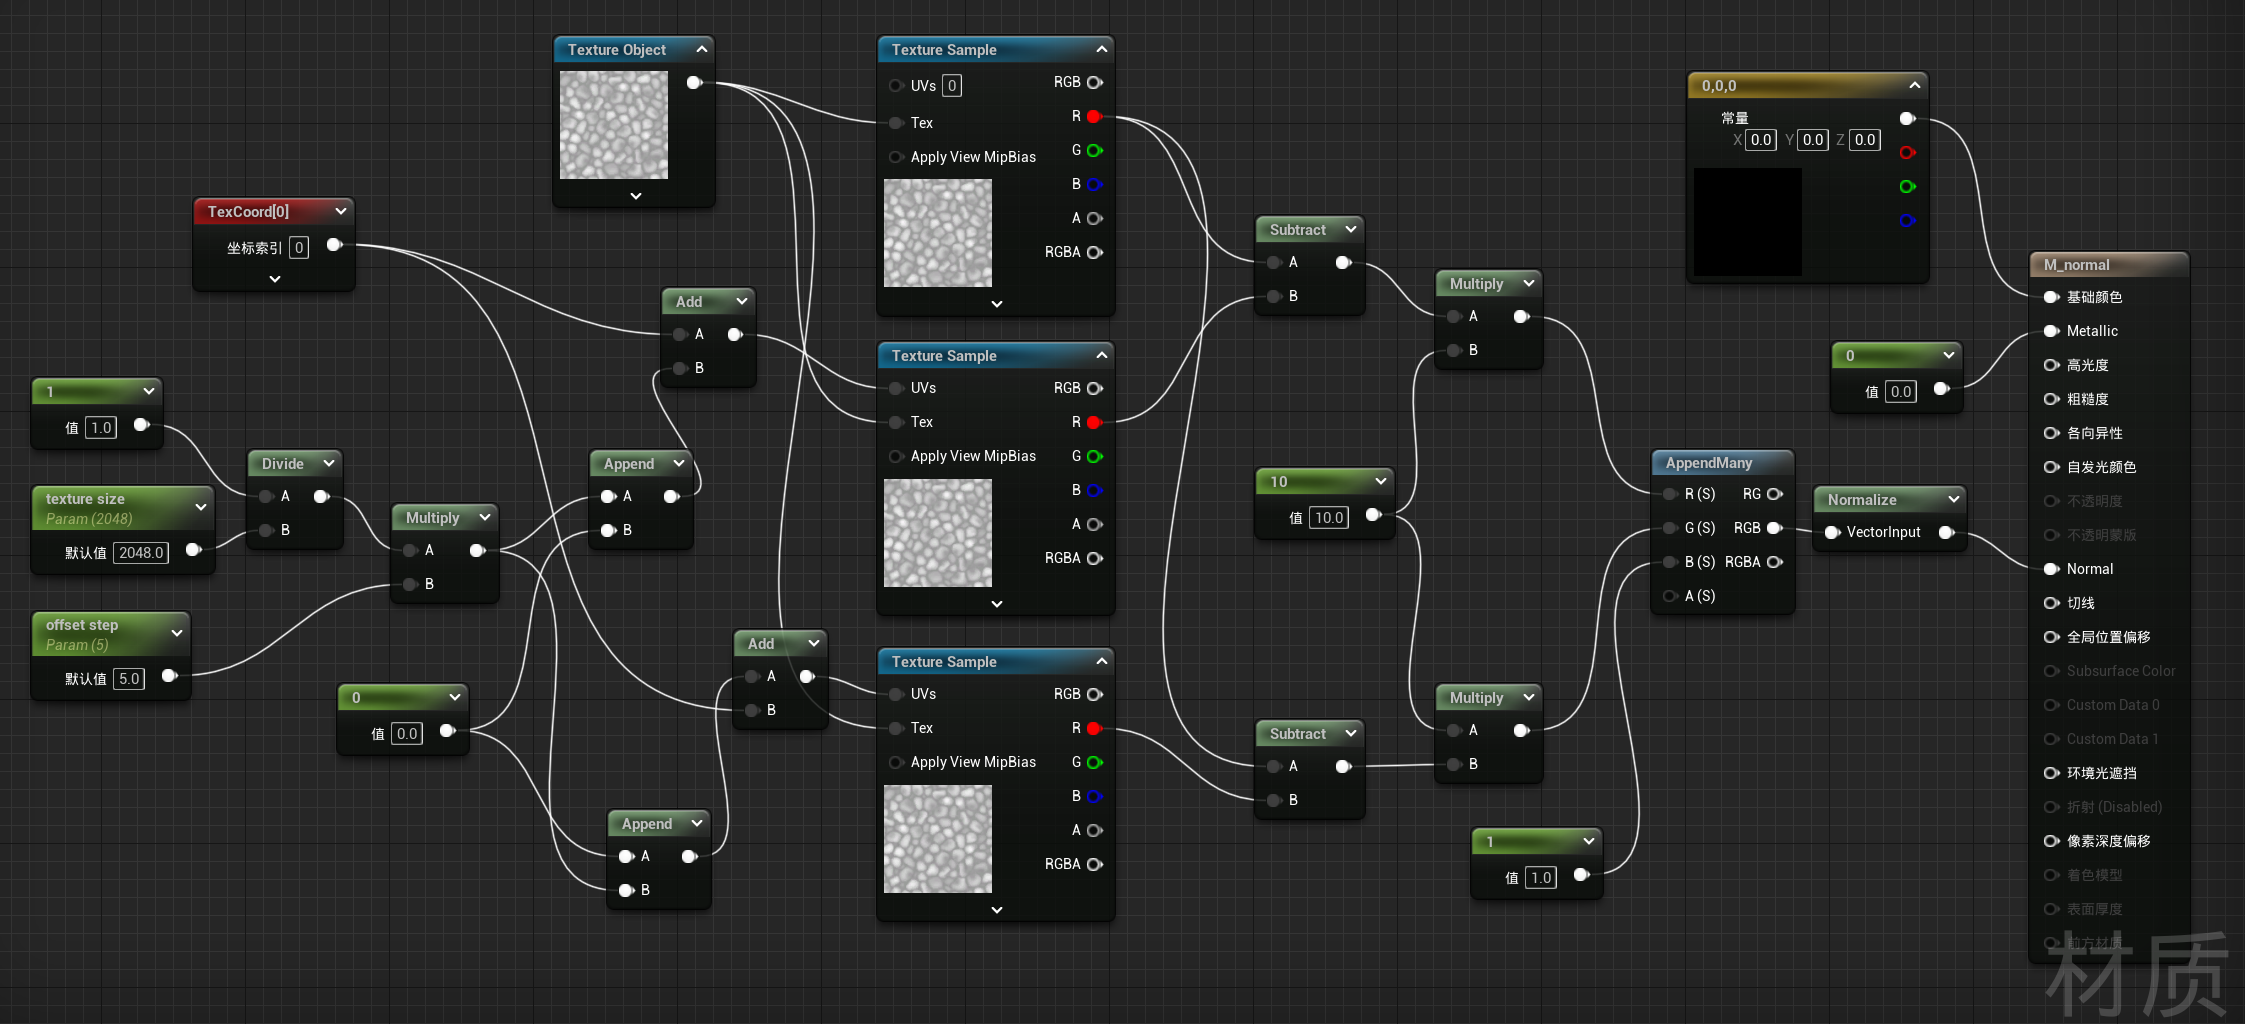 Texture Object
TexCoord[0]
坐标索引 0
1
值 1.0
texture size
Param (2048)
默认值 2048.0
offset step
Param (5)
默认值 5.0
Divide
A
B
Multiply
A
B
0
值 0.0
Append
A
B
Append
A
B
Add
A
B
Add
A
B
Texture Sample
UVs 0 RGB
Tex R
Apply View MipBias G
B
A
RGBA
Texture Sample
UVs RGB
Tex R
Apply View MipBias G
B
A
RGBA
Texture Sample
UVs RGB
Tex R
Apply View MipBias G
B
A
RGBA
Subtract
A
B
10
值 10.0
Subtract
A
B
Multiply
A
B
Multiply
A
B
1
值 1.0
AppendMany
R (S) RG
G (S) RGB
B (S) RGBA
A (S)
Normalize
VectorInput
0,0,0
常量
X 0.0 Y 0.0 Z 0.0
0
值 0.0
M_normal
基础颜色
Metallic
高光度
粗糙度
各向异性
自发光颜色
不透明度
不透明蒙版
Normal
切线
全局位置偏移
Subsurface Color
Custom Data 0
Custom Data 1
环境光遮挡
折射 (Disabled)
像素深度偏移
着色模型
表面厚度
前方材质
材质